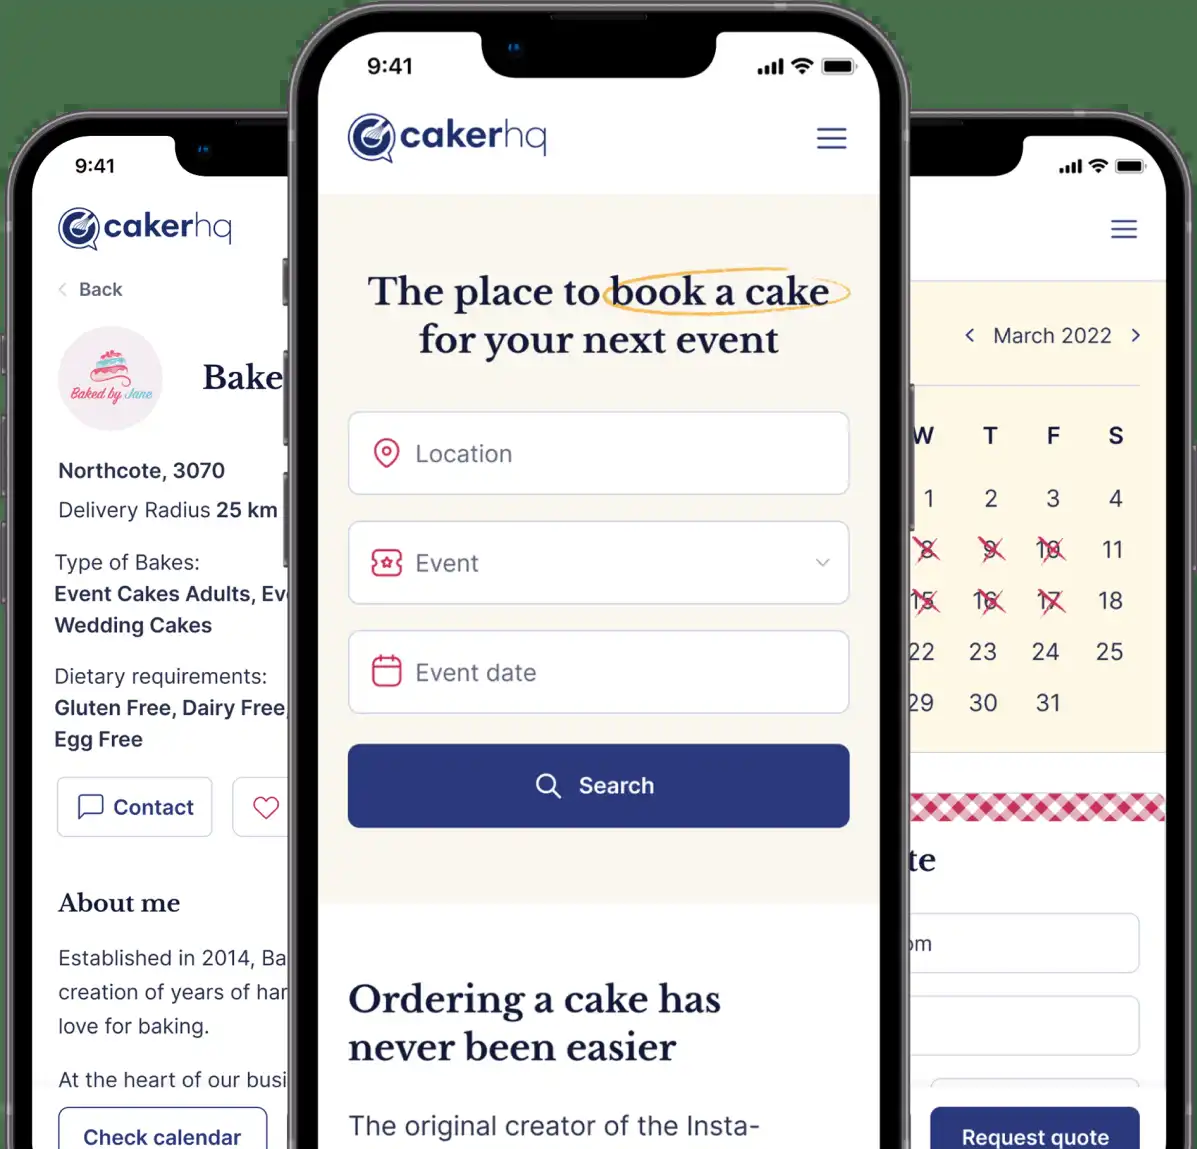 9:41
cakerhq
Back
Baked by Jane
Bake
Northcote, 3070
Delivery Radius 25 km
Type of Bakes:
Event Cakes Adults, Eve
Wedding Cakes
Dietary requirements:
Gluten Free, Dairy Free,
Egg Free
Contact
About me
Established in 2014, Ba
creation of years of har
love for baking.
At the heart of our busi
Check calendar
9:41
cakerhq
The place to book a cake
for your next event
Location
Event
Event date
Search
Ordering a cake has
never been easier
The original creator of the Insta-
March 2022
W T F S
1 2 3 4
8 9 10 11
15 16 17 18
22 23 24 25
29 30 31
te
om
Request quote